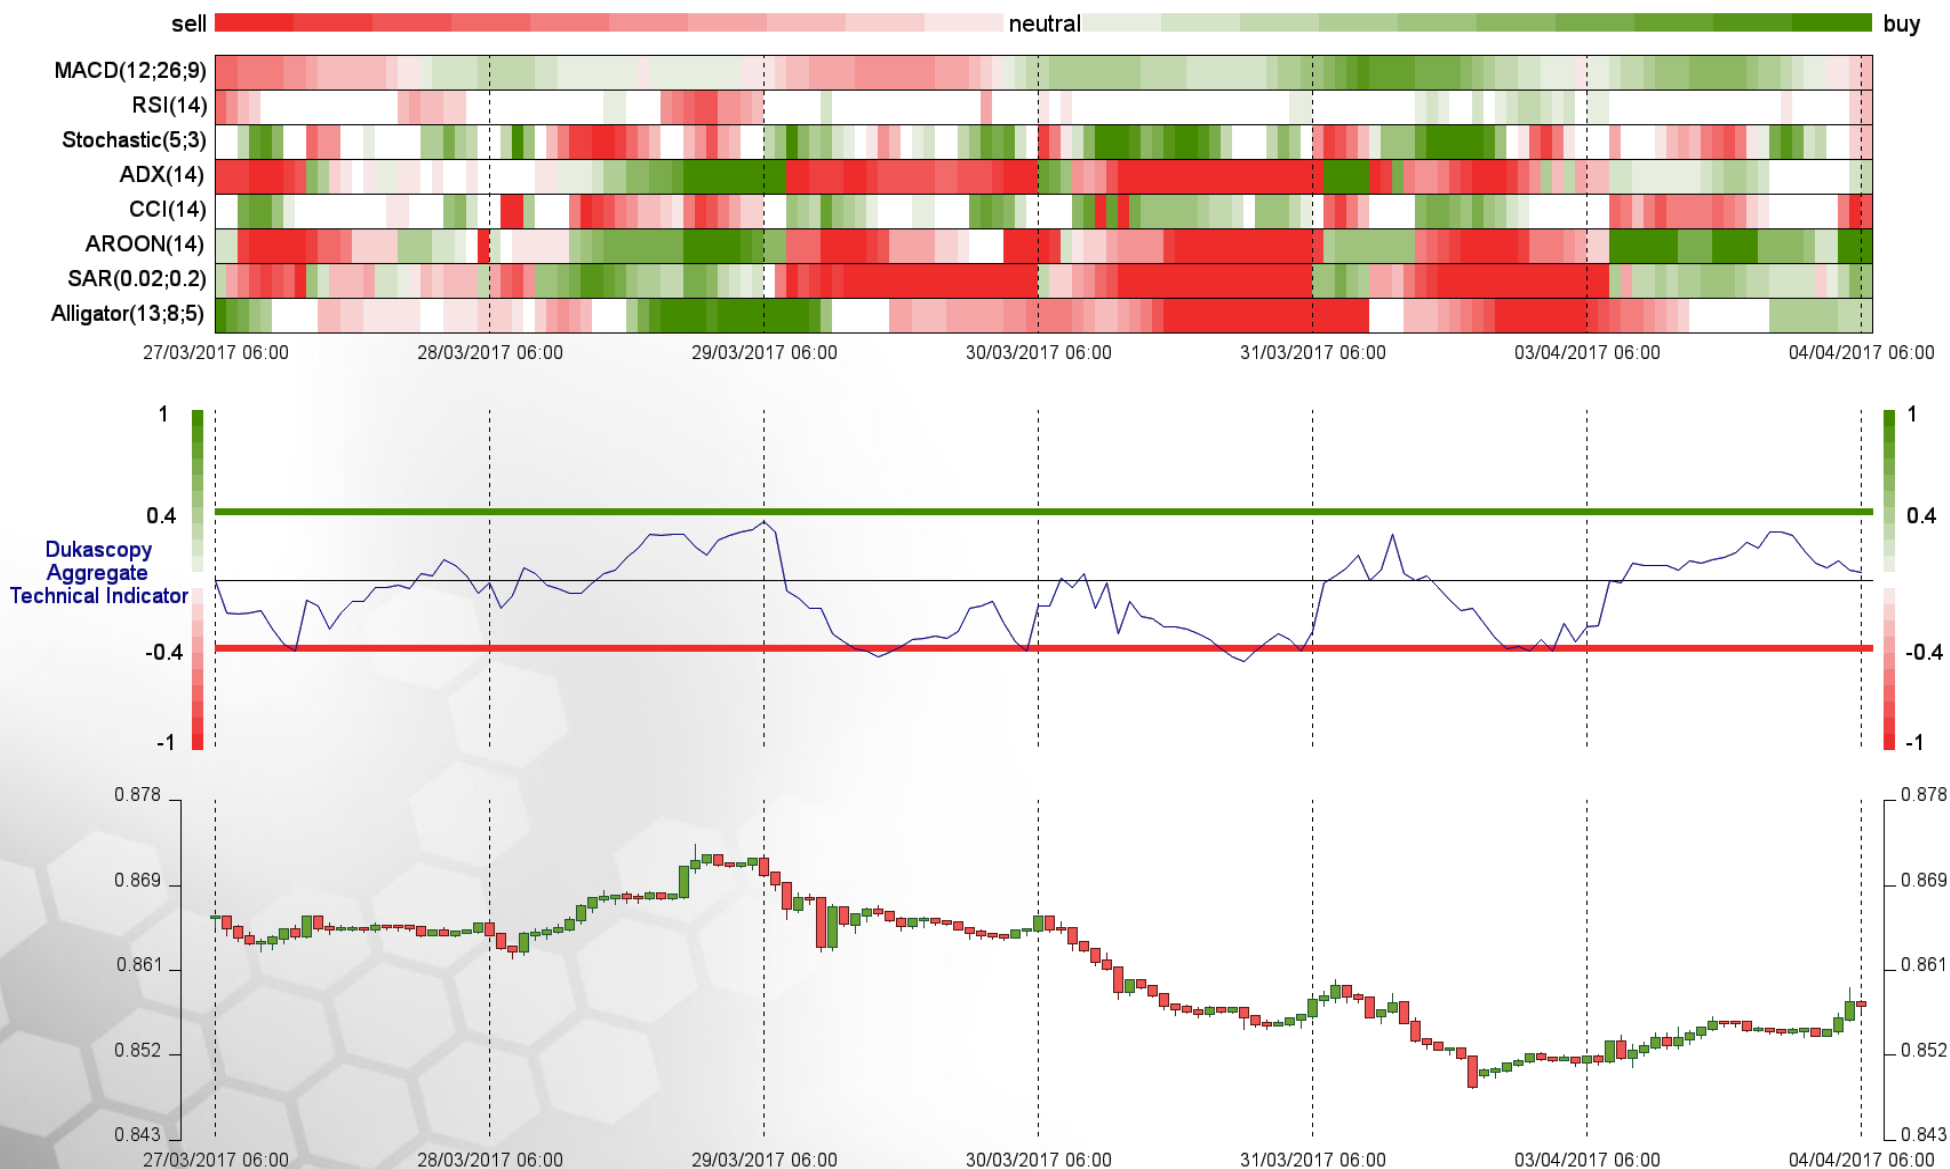 sell neutral buy
MACD(12;26;9)
RSI(14)
Stochastic(5;3)
ADX(14)
CCI(14)
AROON(14)
SAR(0.02;0.2)
Alligator(13;8;5)
27/03/2017 06:00 28/03/2017 06:00 29/03/2017 06:00 30/03/2017 06:00 31/03/2017 06:00 03/04/2017 06:00 04/04/2017 06:00
1 1
0.4 0.4
Dukascopy
Aggregate
Technical Indicator
-0.4 -0.4
-1 -1
0.878 0.878
0.869 0.869
0.861 0.861
0.852 0.852
0.843 0.843
27/03/2017 06:00 28/03/2017 06:00 29/03/2017 06:00 30/03/2017 06:00 31/03/2017 06:00 03/04/2017 06:00 04/04/2017 06:00